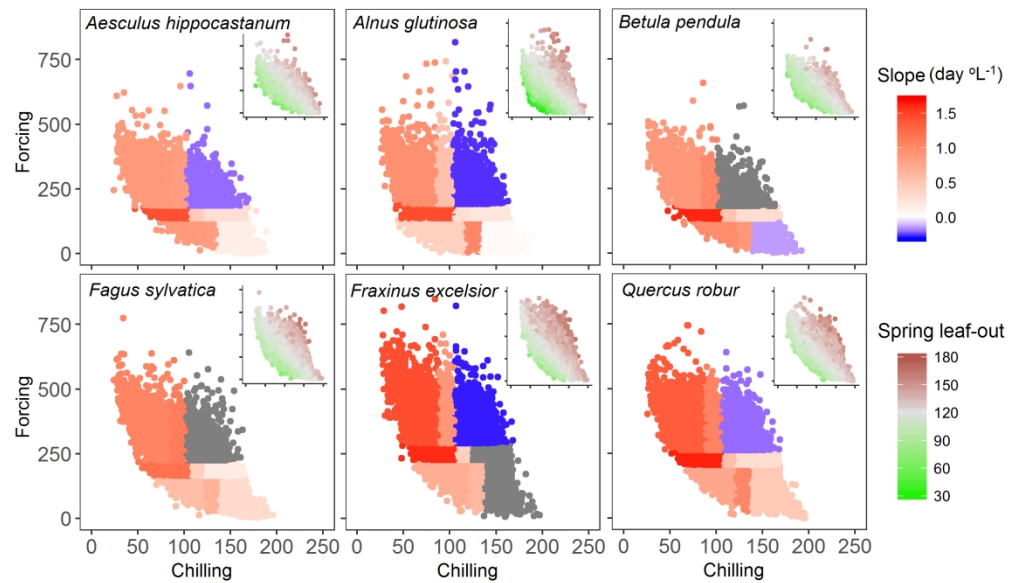 Aesculus hippocastanum
Alnus glutinosa
Betula pendula
Slope (day ºL-1)
1.5
1.0
0.5
0.0
Forcing
750
500
250
0
Fagus sylvatica
Fraxinus excelsior
Quercus robur
Spring leaf-out
180
150
120
90
60
30
Forcing
750
500
250
0
0 50 100 150 200 250
0 50 100 150 200 250
0 50 100 150 200 250
Chilling
Chilling
Chilling